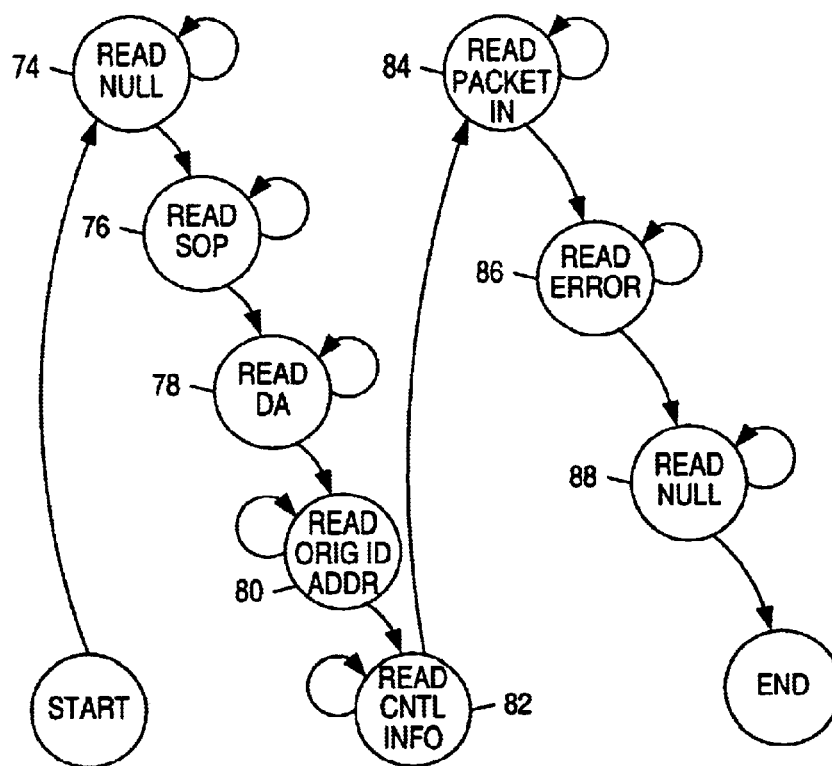 74
READ
NULL
76
READ
SOP
78
READ
DA
80
READ
ORIG ID
ADDR
82
READ
CNTL
INFO
START
84
READ
PACKET
IN
86
READ
ERROR
88
READ
NULL
END